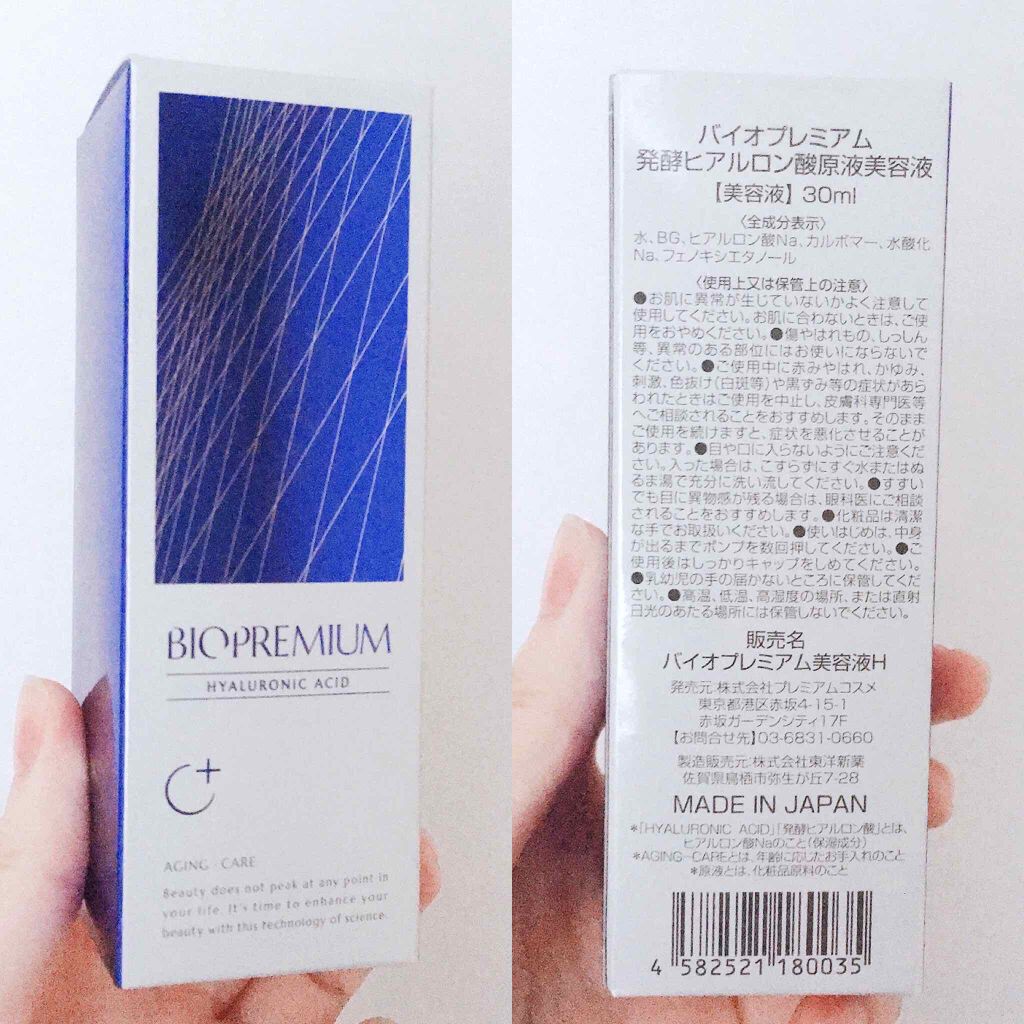 BIOPREMIUM
HYALURONIC ACID
C+
AGING-CARE
Beauty does not peak at any point in
your life. It's time to enhance your
beauty with this technology of science.
バイオプレミアム
発酵ヒアルロン酸原液美容液
【美容液】30ml
〈全成分表示〉
水、BG、ヒアルロン酸Na、カルボマー、水酸化
Na、フェノキシエタノール
〈使用上又は保管上の注意〉
●お肌に異常が生じていないかよく注意して
使用してください。お肌に合わないときは、ご使
用をおやめください。●傷やはれもの、しっしん
等、異常のある部位にはお使いにならないで
ください。●ご使用中に赤みやはれ、かゆみ、
刺激、色抜け(白斑等)や黒ずみ等の症状があら
われたときはご使用を中止し、皮膚科専門医等
へご相談されることをおすすめします。そのまま
ご使用を続けますと、症状を悪化させることが
あります。●目や口に入らないようにご注意くだ
さい。入った場合は、こすらずにすぐ水またはぬ
るま湯で充分に洗い流してください。●すすい
でも目に異物感が残る場合は、眼科医にご相談
されることをおすすめします。●化粧品は清潔
な手でお取扱いください。●使いはじめは、中身
が出るまでポンプを数回押してください。●ご
使用後はしっかりキャップをしめてください。
●乳幼児の手の届かないところに保管してくだ
さい。●高温、低温、高湿度の場所、または直射
日光のあたる場所には保管しないでください。
販売名
バイオプレミアム美容液H
発売元:株式会社プレミアムコスメ
東京都港区赤坂4-15-1
赤坂ガーデンシティ17F
【お問合せ先】03-6831-0660
製造販売元:株式会社東洋新薬
佐賀県鳥栖市弥生が丘7-28
MADE IN JAPAN
*「HYALURONIC ACID」「発酵ヒアルロン酸」とは、
ヒアルロン酸Naのこと(保湿成分)
*AGING-CAREとは、年齢に応じたお手入れのこと
*原液とは、化粧品原料のこと
4 582521 180035